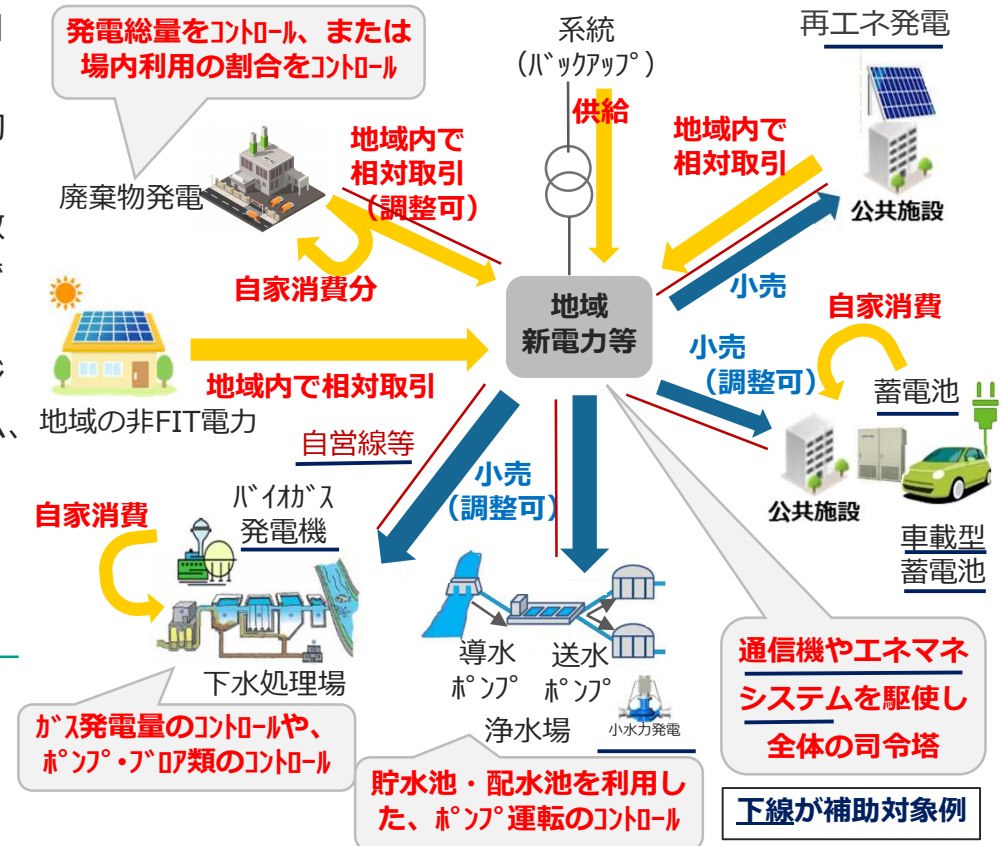 発電総量をｺﾝﾄﾛｰﾙ、または
場内利用の割合をｺﾝﾄﾛｰﾙ
系統
（ﾊﾞｯｸｱｯﾌﾟ）
再エネ発電
供給
地域内で
相対取引
（調整可）
地域内で
相対取引
廃棄物発電
公共施設
自家消費分
小売
地域
新電力等
自家消費
小売
（調整可）
地域内で相対取引
蓄電池
地域の非FIT電力
自営線等
小売
（調整可）
ﾊﾞｲｵｶﾞｽ
発電機
自家消費
公共施設
車載型
蓄電池
導水
ﾎﾟﾝﾌﾟ
送水
ﾎﾟﾝﾌﾟ
下水処理場
浄水場
小水力発電
通信機やエネマネ
システムを駆使し
全体の司令塔
ｶﾞｽ発電量のｺﾝﾄﾛｰﾙや、
ﾎﾟﾝﾌﾟ・ﾌﾞﾛｱ類のｺﾝﾄﾛｰﾙ
貯水池・配水池を利用し
た、ﾎﾟﾝﾌﾟ運転のｺﾝﾄﾛｰﾙ
下線が補助対象例